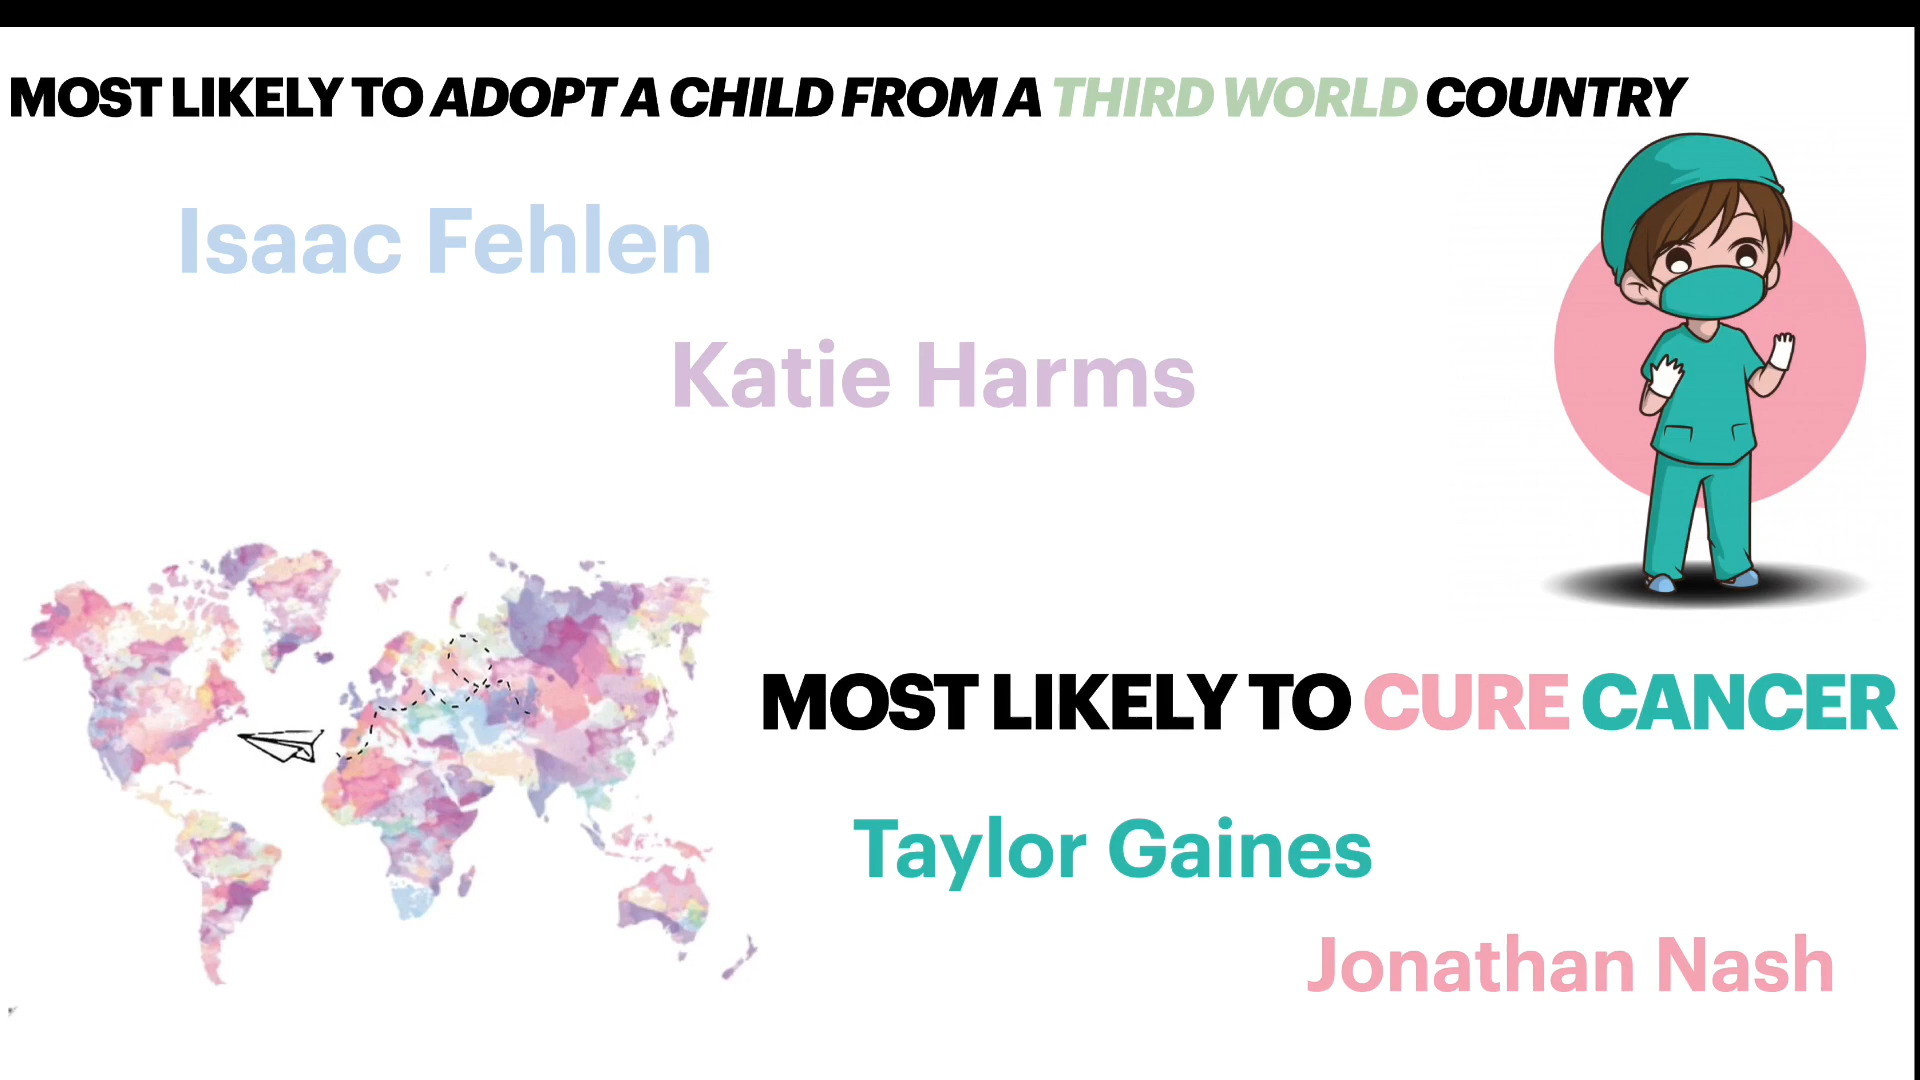 MOST LIKELY TO ADOPT A CHILD FROM A THIRD WORLD COUNTRY
Isaac Fehlen
Katie Harms
MOST LIKELY TO CURE CANCER
Taylor Gaines
Jonathan Nash